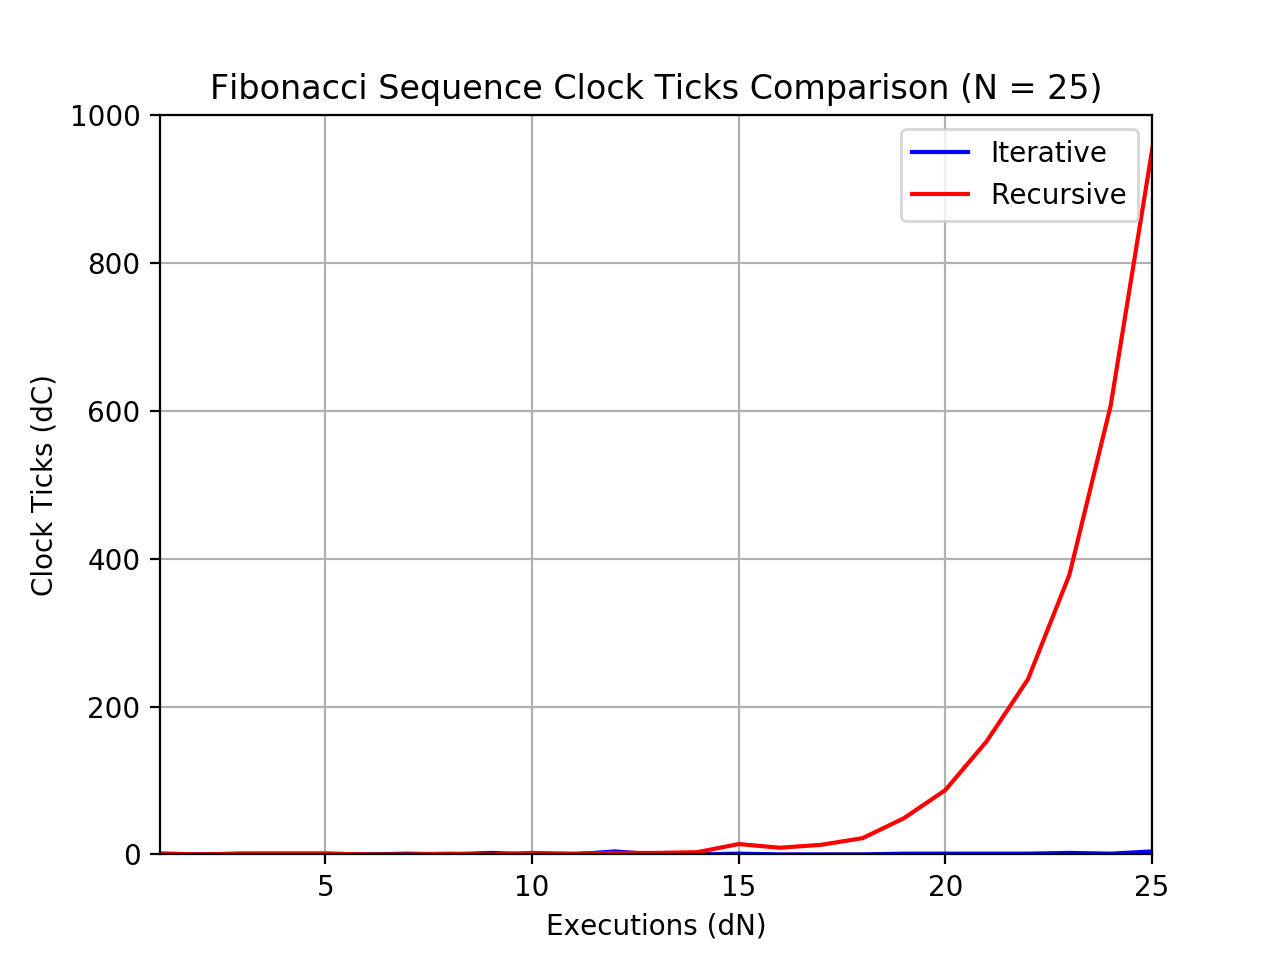 Fibonacci Sequence Clock Ticks Comparison (N = 25)
1000
800
600
400
200
0
Clock Ticks (dC)
Iterative
Recursive
5
10
15
20
25
Executions (dN)